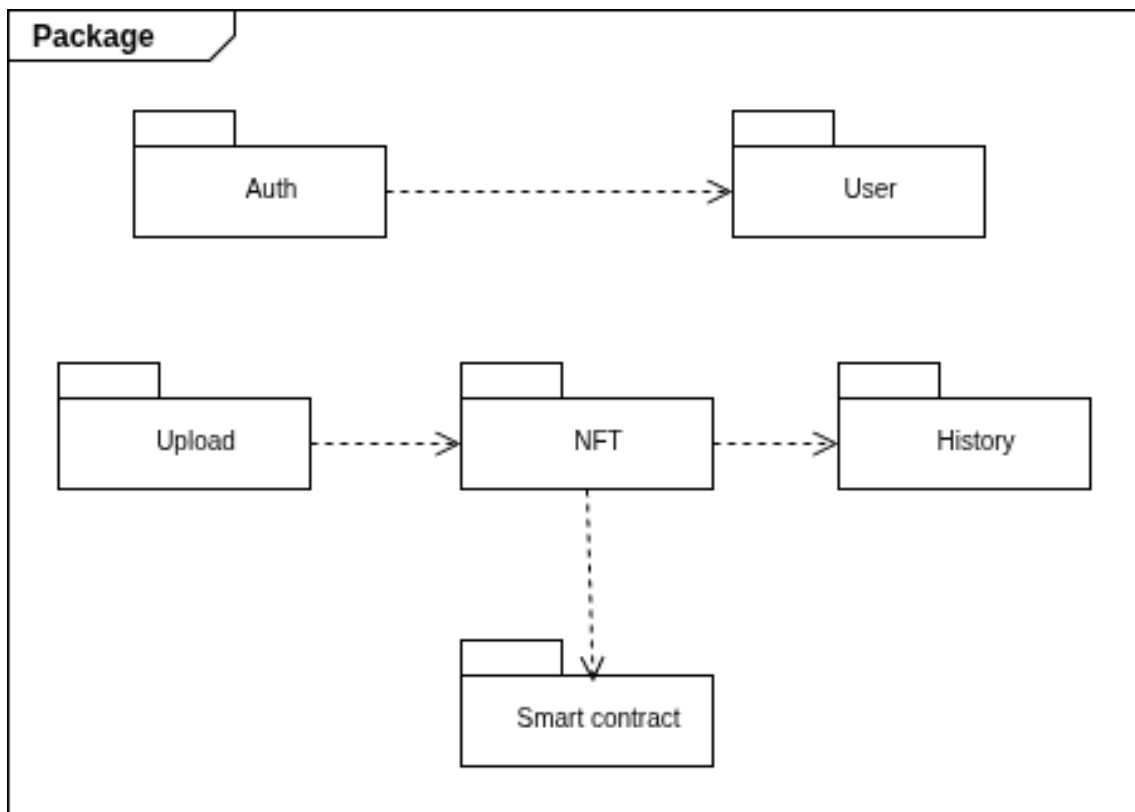 Package
Auth
User
Upload
NFT
History
Smart contract